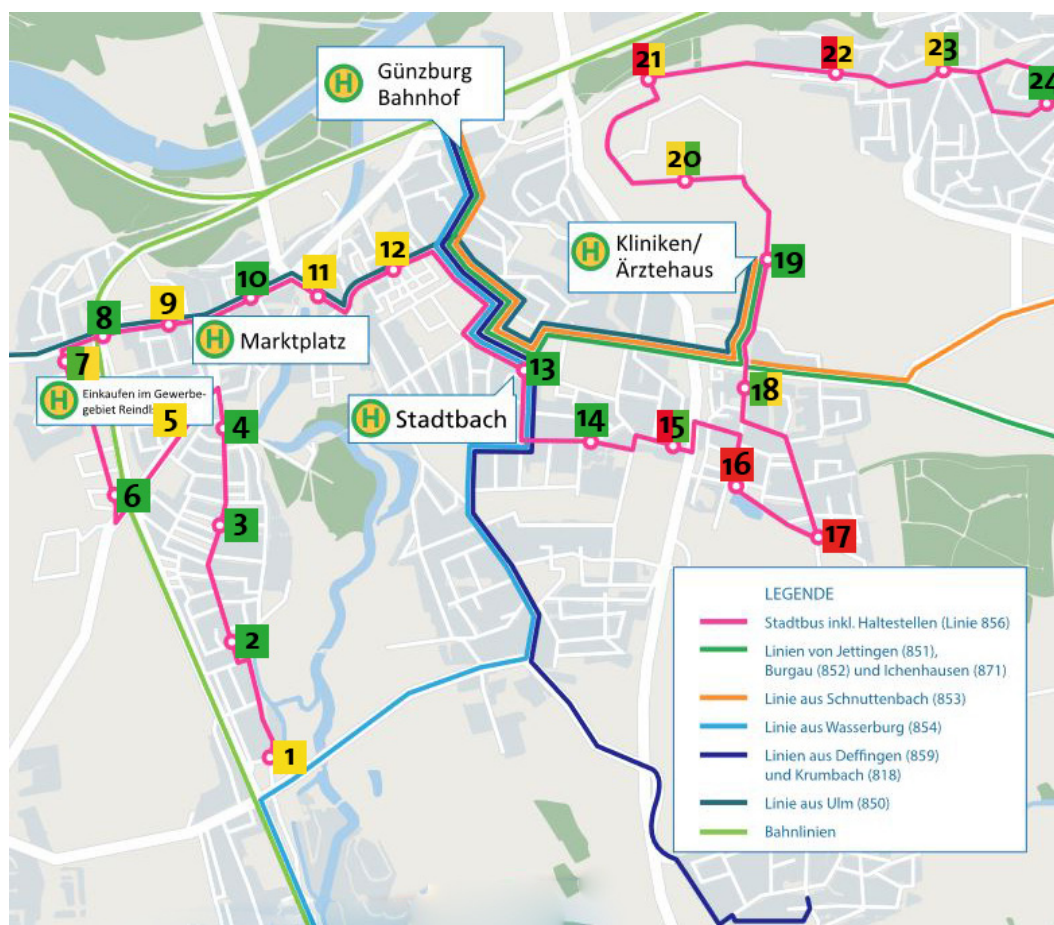 H Günzburg
Bahnhof
21
22
23
24
20
12
H Kliniken/
Ärztehaus
19
11
10
9
8
H Marktplatz
7
13
H Einkaufen im Gewerbe-
gebiet Reindl
5
4
H Stadtbach
18
14
15
16
6
3
17
2
1
LEGENDE
Stadtbus inkl. Haltestellen (Linie 856)
Linien von Jettingen (851),
Burgau (852) und Ichenhausen (871)
Linie aus Schnuttenbach (853)
Linie aus Wasserburg (854)
Linien aus Deffingen (859)
und Krumbach (818)
Linie aus Ulm (850)
Bahnlinien